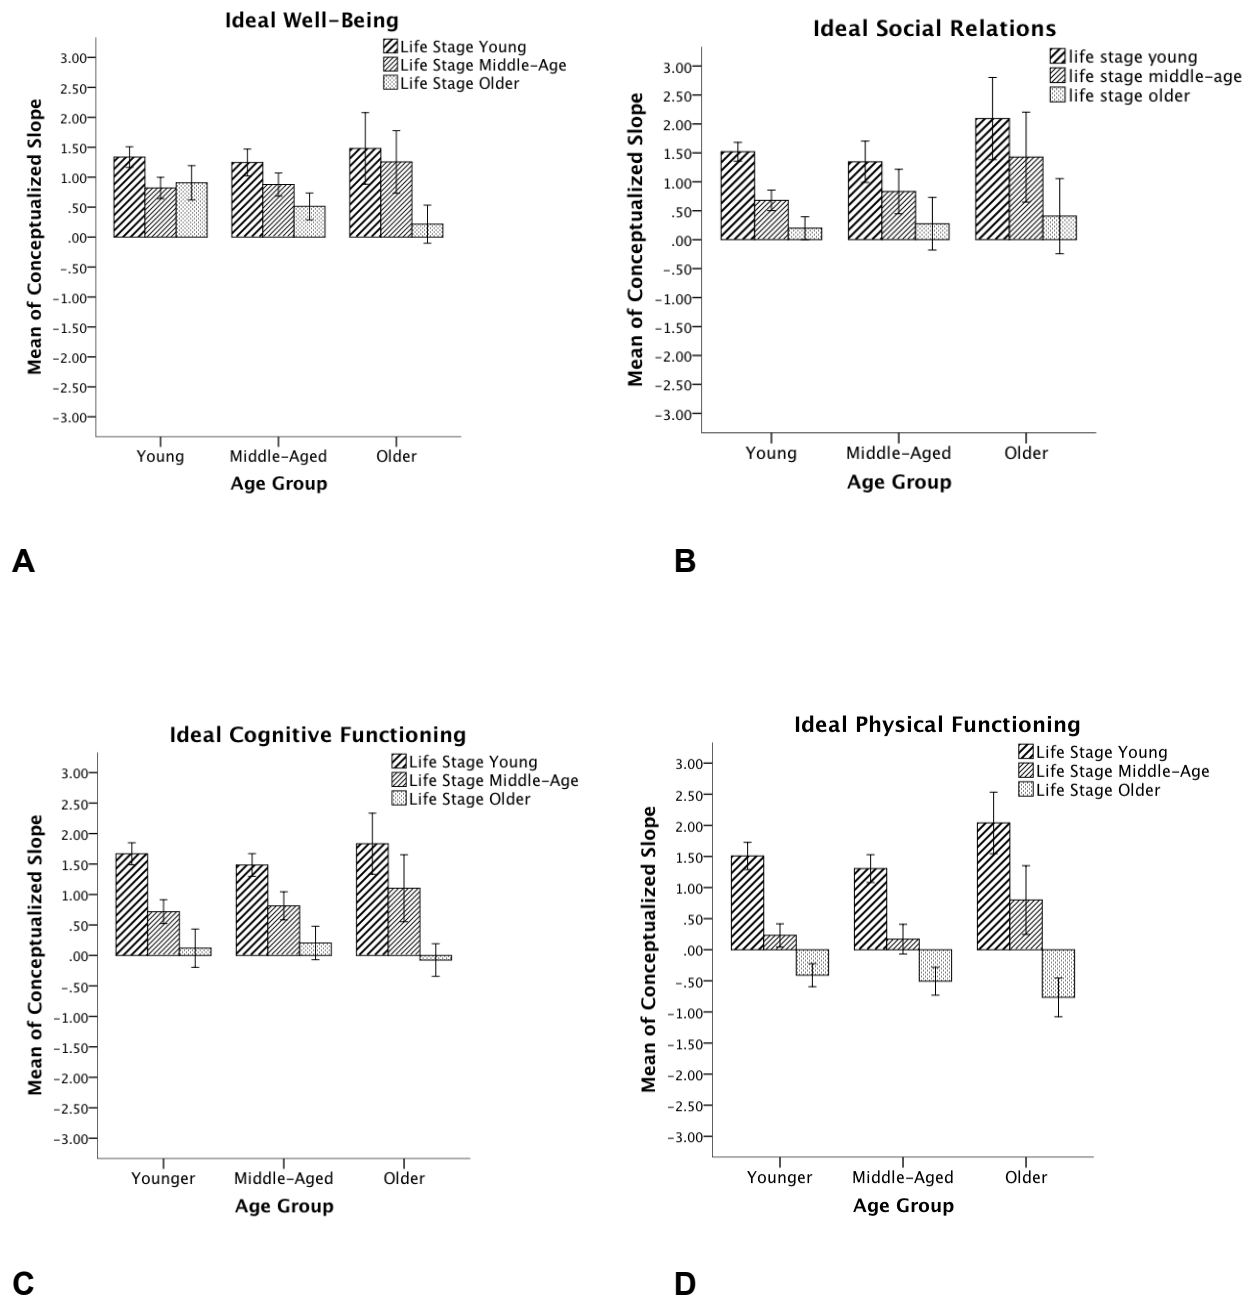 Ideal Well-Being
Life Stage Young
Life Stage Middle-Age
Life Stage Older
3.00
2.50
2.00
1.50
1.00
.50
.00
-.50
-1.00
-1.50
-2.00
-2.50
-3.00
Mean of Conceptualized Slope
Young Middle-Aged Older
Age Group
A
Ideal Social Relations
life stage young
life stage middle-age
life stage older
3.00
2.50
2.00
1.50
1.00
.50
.00
-.50
-1.00
-1.50
-2.00
-2.50
-3.00
Mean of Conceptualized Slope
Young Middle-Aged Older
Age Group
B
Ideal Cognitive Functioning
Life Stage Young
Life Stage Middle-Age
Life Stage Older
3.00
2.50
2.00
1.50
1.00
.50
.00
-.50
-1.00
-1.50
-2.00
-2.50
-3.00
Mean of Conceptualized Slope
Younger Middle-Aged Older
Age Group
C
Ideal Physical Functioning
Life Stage Young
Life Stage Middle-Age
Life Stage Older
3.00
2.50
2.00
1.50
1.00
.50
.00
-.50
-1.00
-1.50
-2.00
-2.50
-3.00
Mean of Conceptualized Slope
Younger Middle-Aged Older
Age Group
D